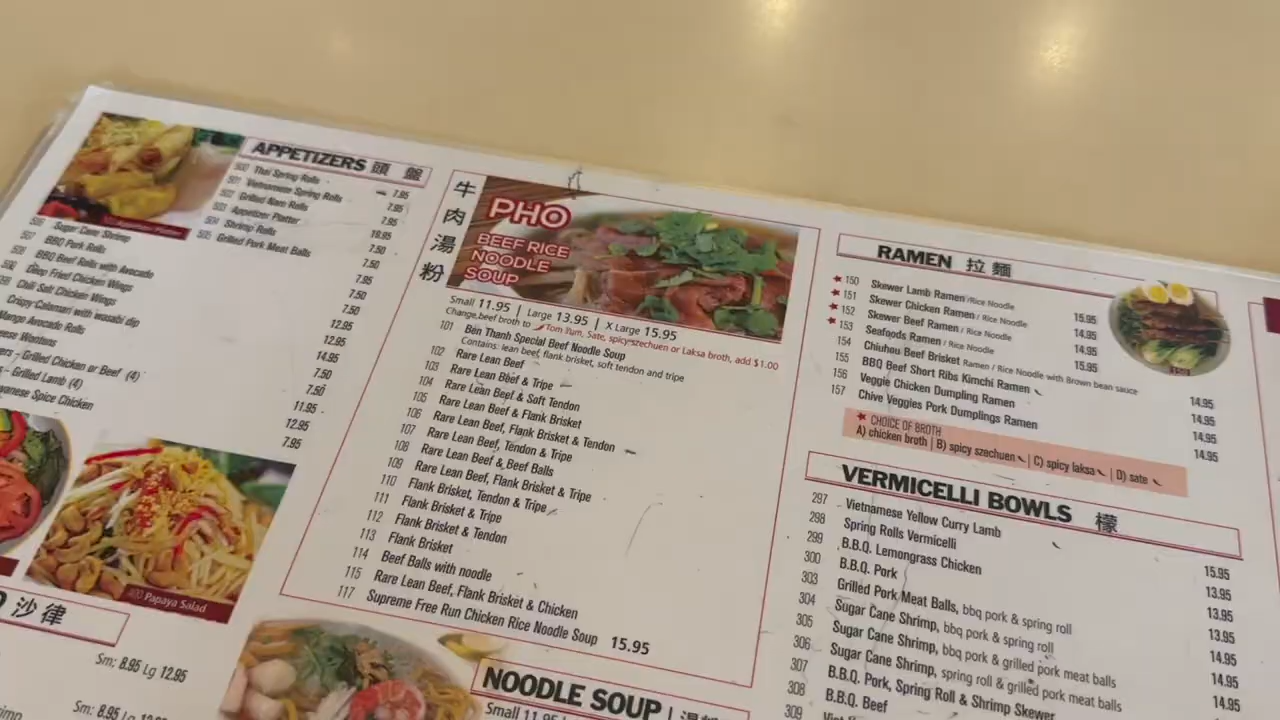 APPETIZERS 頭 盤
500 Thai Spring Rolls 7.95
501 Vietnamese Spring Rolls 7.95
502 Grilled Nam Rolls 7.95
503 Appetizer Platter 18.95
504 Shrimp Rolls 7.50
505 Grilled Pork Meat Balls 7.50
Sugar Cane Shrimp 7.95
BBQ Pork Rolls 7.50
BBQ Beef Rolls with Avocado 7.50
Deep Fried Chicken Wings 12.95
Chili Salt Chicken Wings 12.95
Crispy Calamari with wasabi dip 14.95
Mango Avocado Rolls 7.50
Wontons 7.50
Grilled Chicken or Beef (4) 11.95
- Grilled Lamb (4) 12.95
Spice Chicken 7.95
400 Papaya Salad
沙律
Sm: 8.95 Lg 12.95
Sm: 8.95 Lg
牛肉湯粉
PHO
BEEF RICE
NOODLE
SOUP
Small 11.95 | Large 13.95 | X Large 15.95
Change beef broth to Tom Yum, Sate, spicy szechuen or Laksa broth, add $1.00
101 Ben Thanh Special Beef Noodle Soup
Contains: lean beef, flank brisket, soft tendon and tripe
102 Rare Lean Beef
103 Rare Lean Beef & Tripe
104 Rare Lean Beef & Soft Tendon
105 Rare Lean Beef & Flank Brisket
106 Rare Lean Beef, Flank Brisket & Tendon
107 Rare Lean Beef, Tendon & Tripe
108 Rare Lean Beef & Beef Balls
109 Rare Lean Beef, Flank Brisket & Tripe
110 Flank Brisket, Tendon & Tripe
111 Flank Brisket & Tripe
112 Flank Brisket & Tendon
113 Flank Brisket
114 Beef Balls with noodle
115 Rare Lean Beef, Flank Brisket & Chicken
117 Supreme Free Run Chicken Rice Noodle Soup 15.95
NOODLE SOUP |
Small 11.95
RAMEN 拉 麵
150 Skewer Lamb Ramen / Rice Noodle 15.95
151 Skewer Chicken Ramen / Rice Noodle 14.95
152 Skewer Beef Ramen / Rice Noodle 14.95
153 Seafoods Ramen / Rice Noodle 15.95
154 Chiuhou Beef Brisket Ramen / Rice Noodle with Brown bean sauce 14.95
155 BBQ Beef Short Ribs Kimchi Ramen 14.95
156 Veggie Chicken Dumpling Ramen 14.95
157 Chive Veggies Pork Dumplings Ramen 14.95
CHOICE OF BROTH
A) chicken broth | B) spicy szechuen | C) spicy laksa | D) sate
VERMICELLI BOWLS 檬
297 Vietnamese Yellow Curry Lamb 15.95
298 Spring Rolls Vermicelli 13.95
299 B.B.Q. Lemongrass Chicken 13.95
300 B.B.Q. Pork 13.95
303 Grilled Pork Meat Balls, bbq pork & spring roll 14.95
304 Sugar Cane Shrimp, bbq pork & spring roll 14.95
305 Sugar Cane Shrimp, bbq pork & grilled pork meat balls 14.95
306 Sugar Cane Shrimp, spring roll & grilled pork meat balls
307 B.B.Q. Pork, Spring Roll & Shrimp Skewer
308 B.B.Q. Beef
309